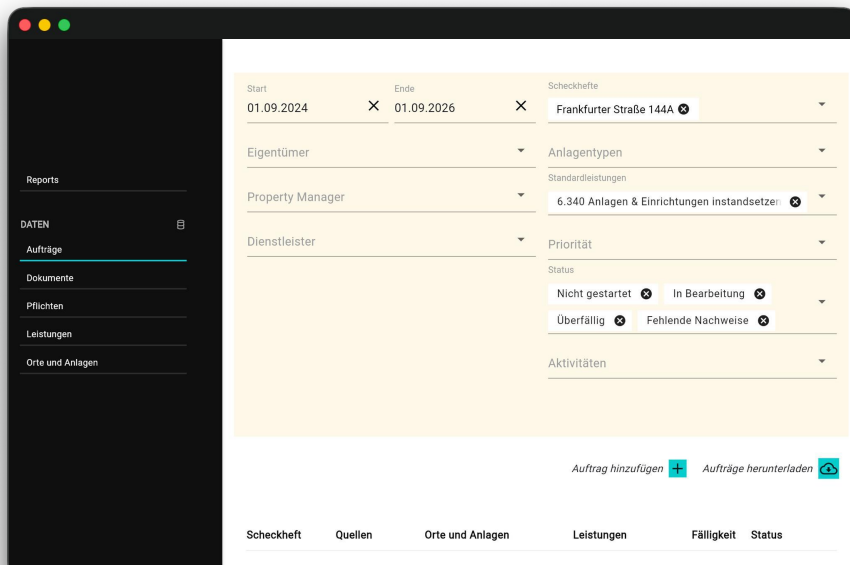 Reports
DATEN
Aufträge
Dokumente
Pflichten
Leistungen
Orte und Anlagen
Start
01.09.2024
Ende
01.09.2026
Eigentümer
Property Manager
Dienstleister
Scheckhefte
Frankfurter Straße 144A
Anlagentypen
Standardleistungen
6.340 Anlagen & Einrichtungen instandsetzen
Priorität
Status
Nicht gestartet In Bearbeitung
Überfällig Fehlende Nachweise
Aktivitäten
Auftrag hinzufügen Aufträge herunterladen
Scheckheft Quellen Orte und Anlagen Leistungen Fälligkeit Status